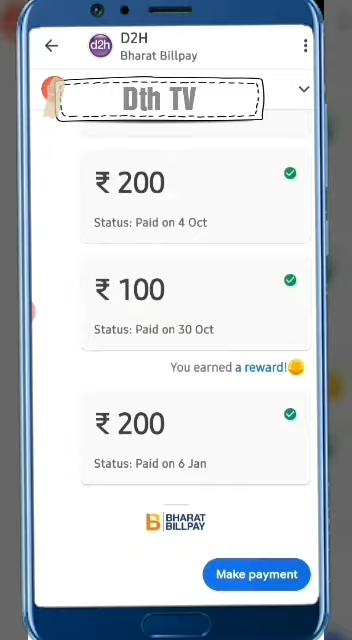 d2h
D2H
Bharat Billpay
Dth TV
₹ 200
Status: Paid on 4 Oct
₹ 100
Status: Paid on 30 Oct
You earned a reward!
₹ 200
Status: Paid on 6 Jan
B BHARAT
BILLPAY
Make payment